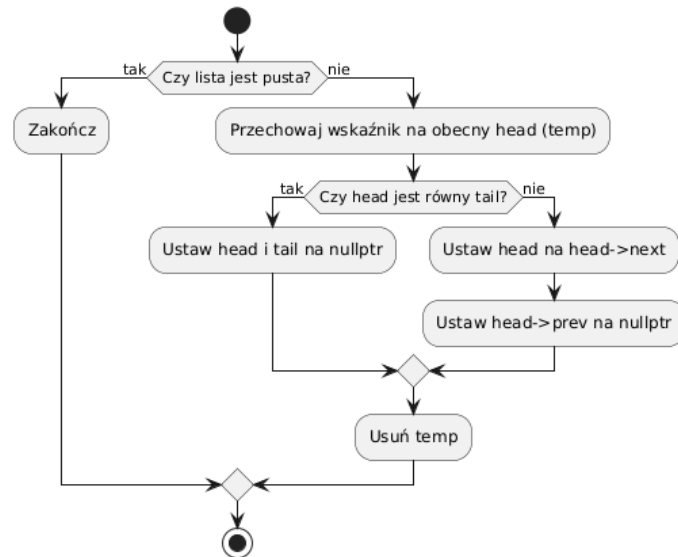 tak
Czy lista jest pusta?
nie
Zakończ
Przechowaj wskaźnik na obecny head (temp)
tak
Czy head jest równy tail?
nie
Ustaw head i tail na nullptr
Ustaw head na head->next
Ustaw head->prev na nullptr
Usuń temp